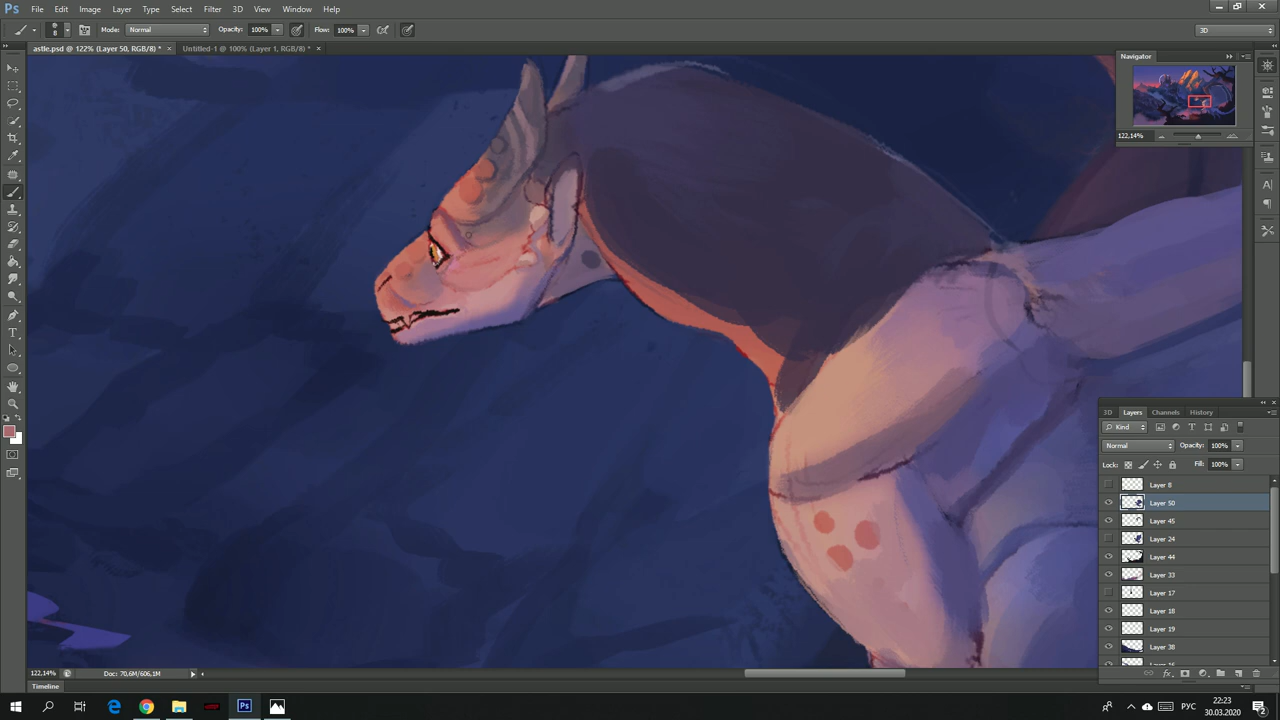 Ps File Edit Image Layer Type Select Filter 3D View Window Help
Mode: Normal Opacity: 100% Flow: 100% 3D
astle.psd @ 122% (Layer 50, RGB/8) * × Untitled-1 @ 100% (Layer 1, RGB/8) * ×
Navigator
122,14%
3D Layers Channels History
Kind
Normal Opacity: 100%
Lock: Fill: 100%
Layer 8
Layer 50
Layer 45
Layer 24
Layer 44
Layer 33
Layer 17
Layer 18
Layer 19
Layer 38
122,14% Doc: 70,6M/606,1M
Timeline
Ps РУС 22:23
30.03.2020 2